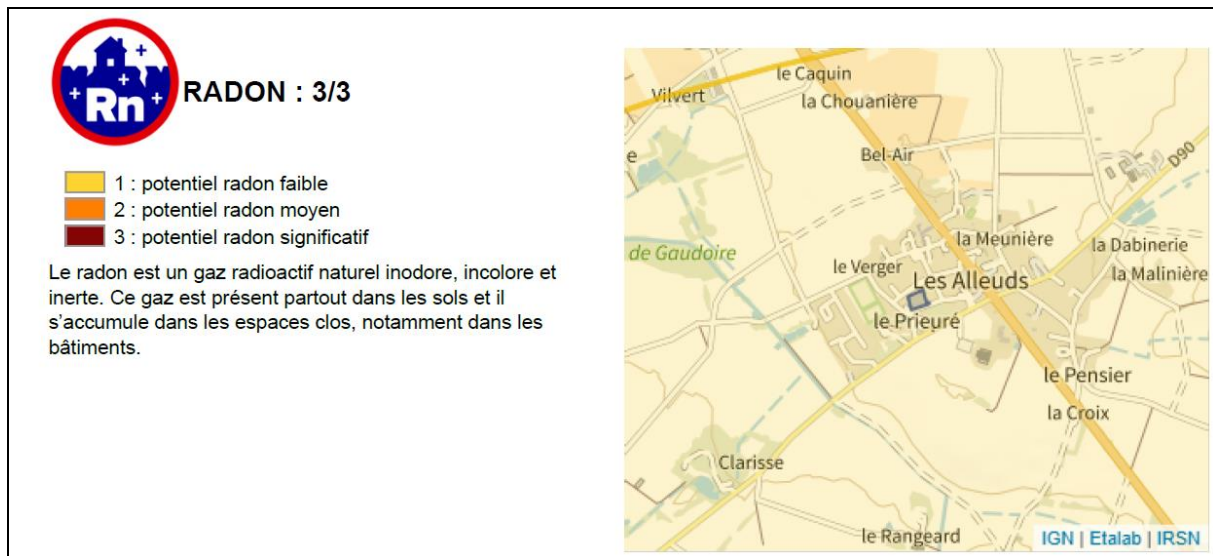 Rn
RADON : 3/3
1 : potentiel radon faible
2 : potentiel radon moyen
3 : potentiel radon significatif
Le radon est un gaz radioactif naturel inodore, incolore et
inerte. Ce gaz est présent partout dans les sols et il
s'accumule dans les espaces clos, notamment dans les
bâtiments.
le Caquin
Vilvert
la Chouanière
e
Bel-Air
D90
de Gaudoire
la Meunière
la Dabinerie
le Verger
Les Alleuds
la Malinière
le Prieuré
le Pensier
la Croix
Clarisse
le Rangeard
IGN | Etalab | IRSN